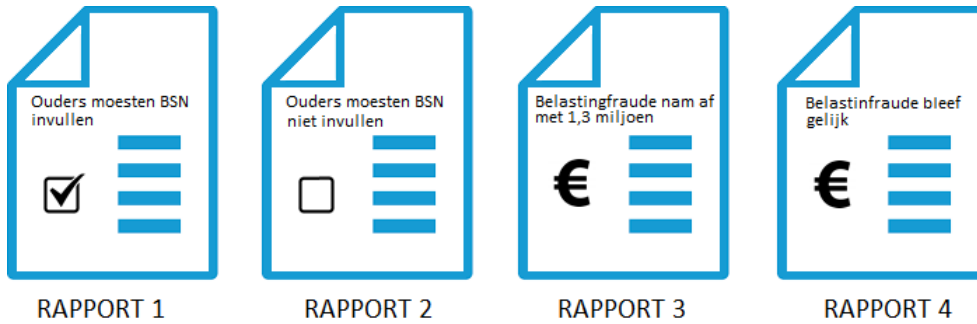 Ouders moesten BSN
invullen
Ouders moesten BSN
niet invullen
Belastingfraude nam af
met 1,3 miljoen
€
Belastinfraude bleef
gelijk
€
RAPPORT 1
RAPPORT 2
RAPPORT 3
RAPPORT 4